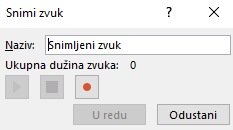 Snimi zvuk ? ×
Naziv: Snimljeni zvuk
Ukupna dužina zvuka: 0
U redu Odustani